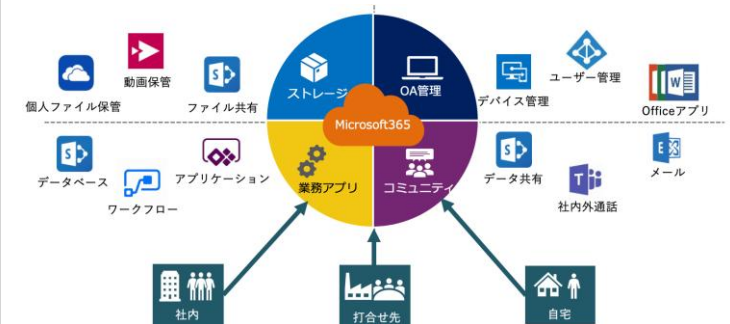 動画保管
個人ファイル保管
ファイル共有
ストレージ
OA管理
デバイス管理
ユーザー管理
Officeアプリ
Microsoft365
データベース
ワークフロー
アプリケーション
業務アプリ
コミュニティ
データ共有
社内外通話
メール
社内
打合せ先
自宅